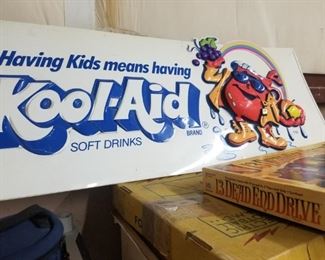 Having Kids means having
Kool-Aid
®
BRAND
SOFT DRINKS
13 DEAD END DRIVE